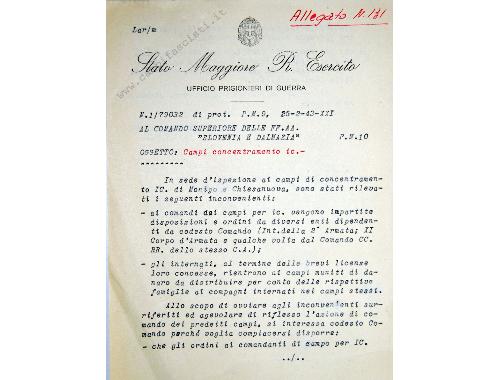 Lar/m
Allegato N.131
Stato Maggiore R. Esercito
UFFICIO PRIGIONIERI DI GUERRA
N.1/79032 di prot. P.M.9, 25-2-43-XXI
AL COMANDO SUPERIORE DELLE FF.AA.
"SLOVENIA E DALMAZIA" P.M.10
OGGETTO: Campi concentramento ic.-
---------
In sede d'ispezione ai campi di concentramen-
to IC. di Monigo e Chiesanuova, sono stati rileva-
ti i seguenti inconvenienti:
- ai comandi dei campi per ic. vengono impartite
disposizioni e ordini da diversi enti dipenden-
ti da codesto Comando (Int.della 2° Armata; XI
Corpo d'Armata e qualche volta dal Comando CC.
RR. dello stesso C.A.);
- gli internati, al termine delle brevi licenze
loro concesse, rientrano ai campi muniti di da-
naro da distribuire per conto delle rispettive
famiglie ai compagni internati nei campi stessi.
Allo scopo di ovviare agli inconvenienti sur-
riferiti ed agevolare di riflesso l'azione di co-
mando dei predetti campi, si interessa codesto Co-
mando perché voglia compiacersi disporre:
- che gli ordini ai comandanti di campo per IC.
../..